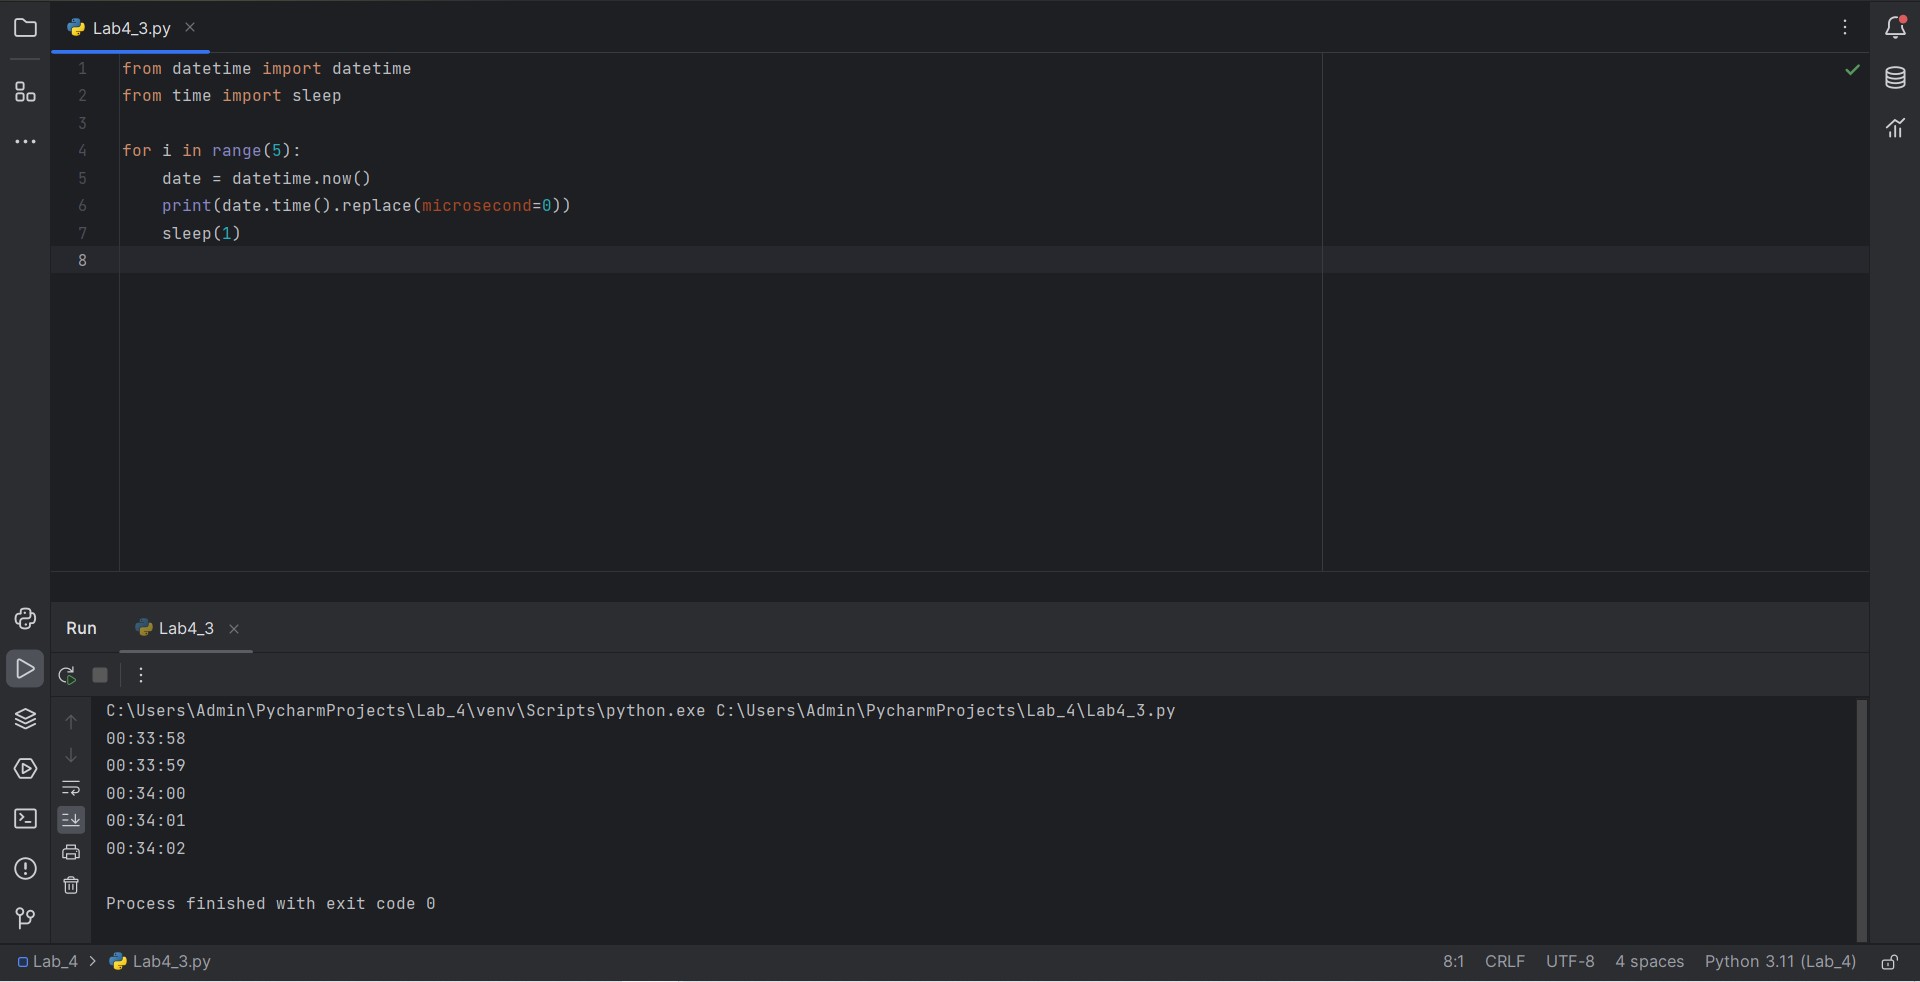 Lab4_3.py
1 from datetime import datetime
2 from time import sleep
3
4 for i in range(5):
5     date = datetime.now()
6     print(date.time().replace(microsecond=0))
7     sleep(1)
8
Run Lab4_3
C:\Users\Admin\PycharmProjects\Lab_4\venv\Scripts\python.exe C:\Users\Admin\PycharmProjects\Lab_4\Lab4_3.py
00:33:58
00:33:59
00:34:00
00:34:01
00:34:02
Process finished with exit code 0
Lab_4 > Lab4_3.py 8:1 CRLF UTF-8 4 spaces Python 3.11 (Lab_4)